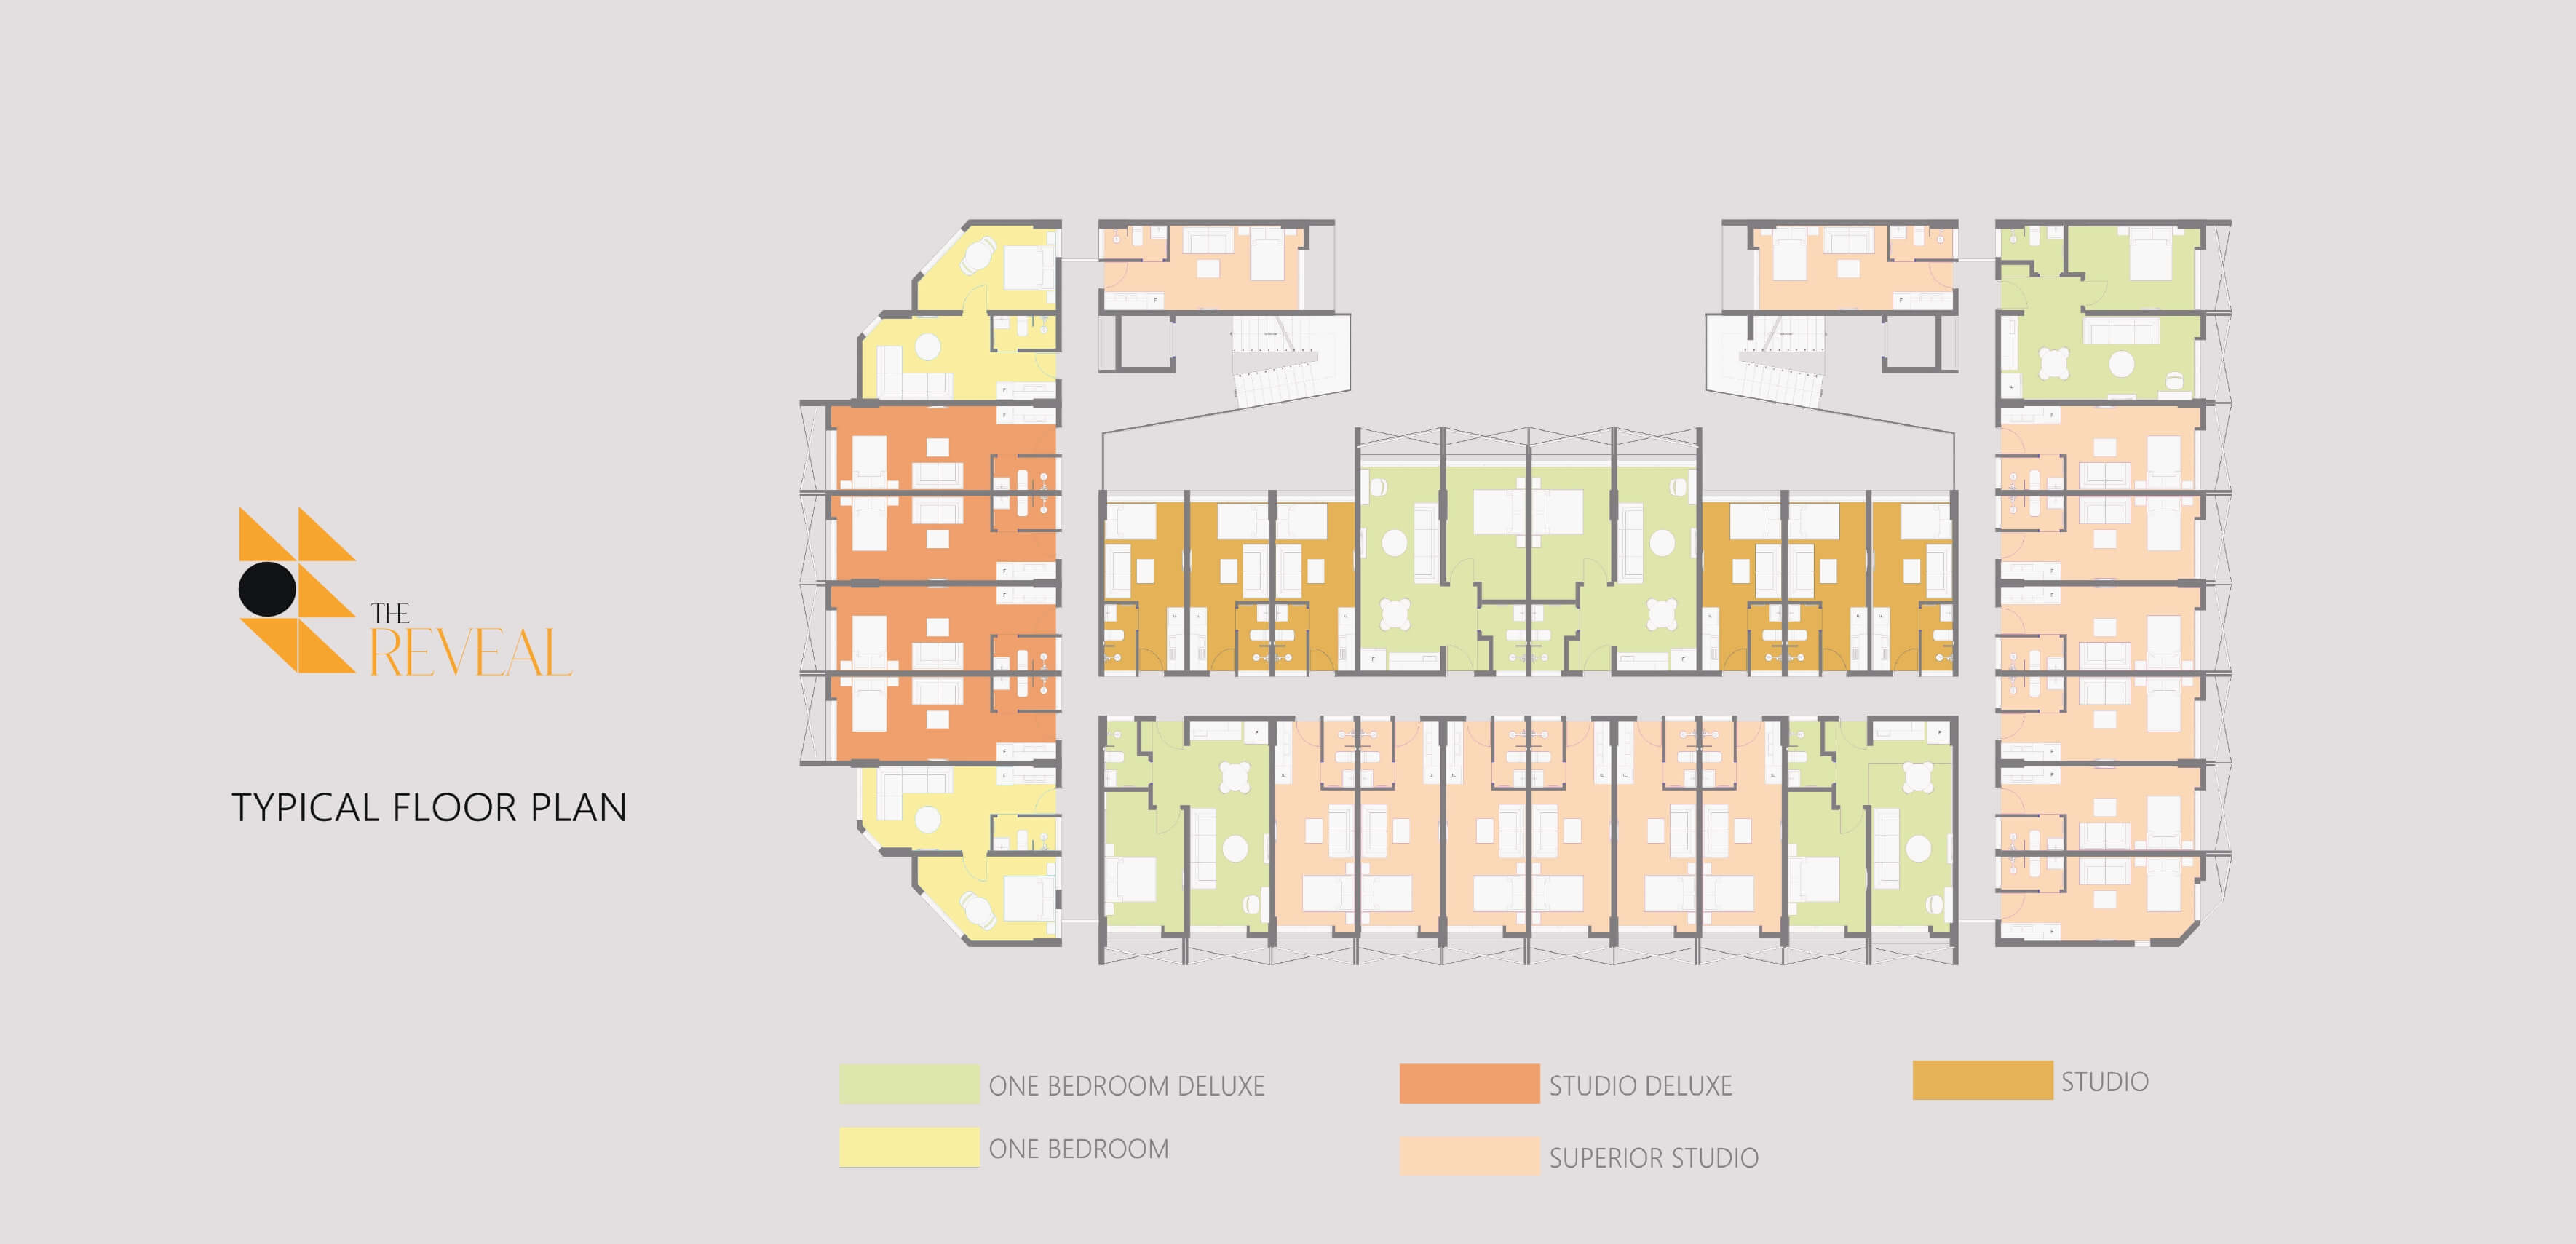 THE
REVEAL
TYPICAL FLOOR PLAN
ONE BEDROOM DELUXE
STUDIO DELUXE
STUDIO
ONE BEDROOM
SUPERIOR STUDIO